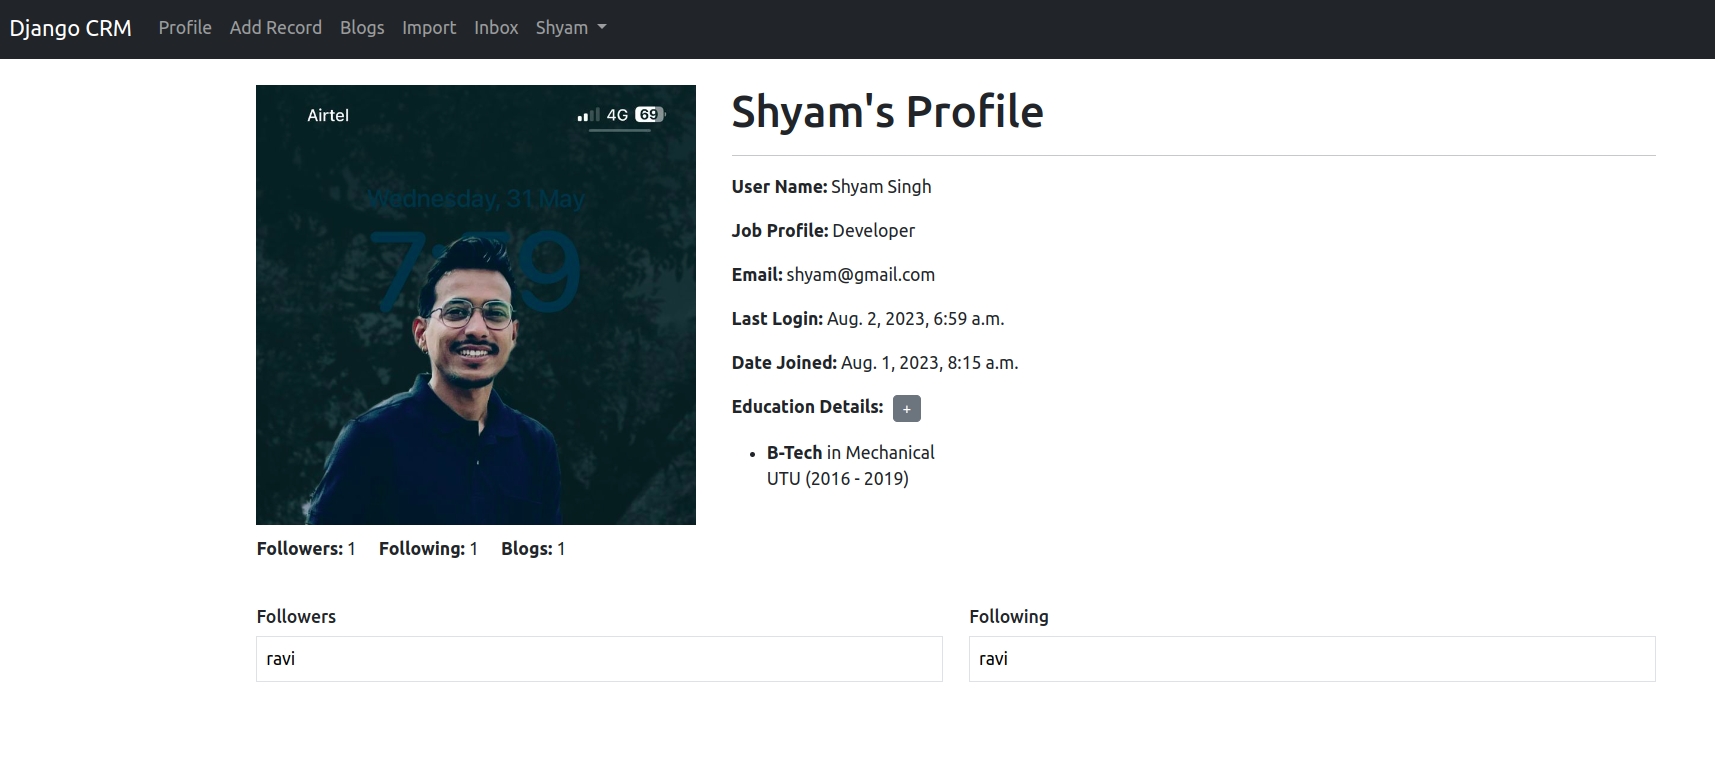 Django CRM Profile Add Record Blogs Import Inbox Shyam
Airtel 4G 69
Wednesday, 31 May
Shyam's Profile
User Name: Shyam Singh
Job Profile: Developer
Email: shyam@gmail.com
Last Login: Aug. 2, 2023, 6:59 a.m.
Date Joined: Aug. 1, 2023, 8:15 a.m.
Education Details: +
• B-Tech in Mechanical
UTU (2016 - 2019)
Followers: 1 Following: 1 Blogs: 1
Followers
ravi
Following
ravi